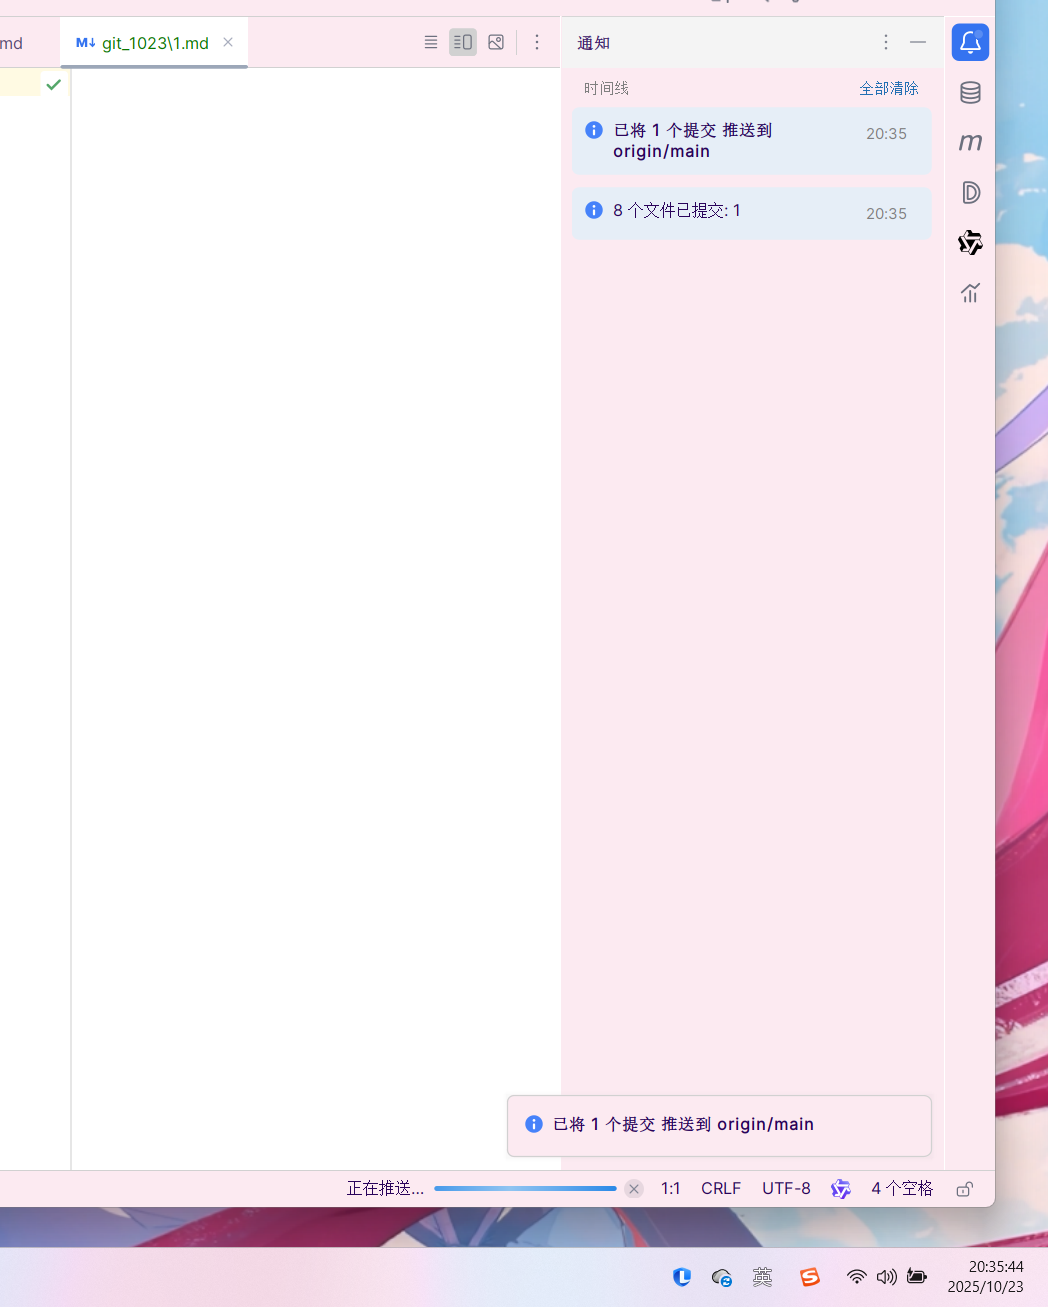 md
M↓ git_1023\1.md
通知
时间线
全部清除
已将 1 个提交 推送到
origin/main
20:35
8 个文件已提交: 1
20:35
m
D
已将 1 个提交 推送到 origin/main
正在推送...
1:1
CRLF
UTF-8
4 个空格
英
20:35:44
2025/10/23